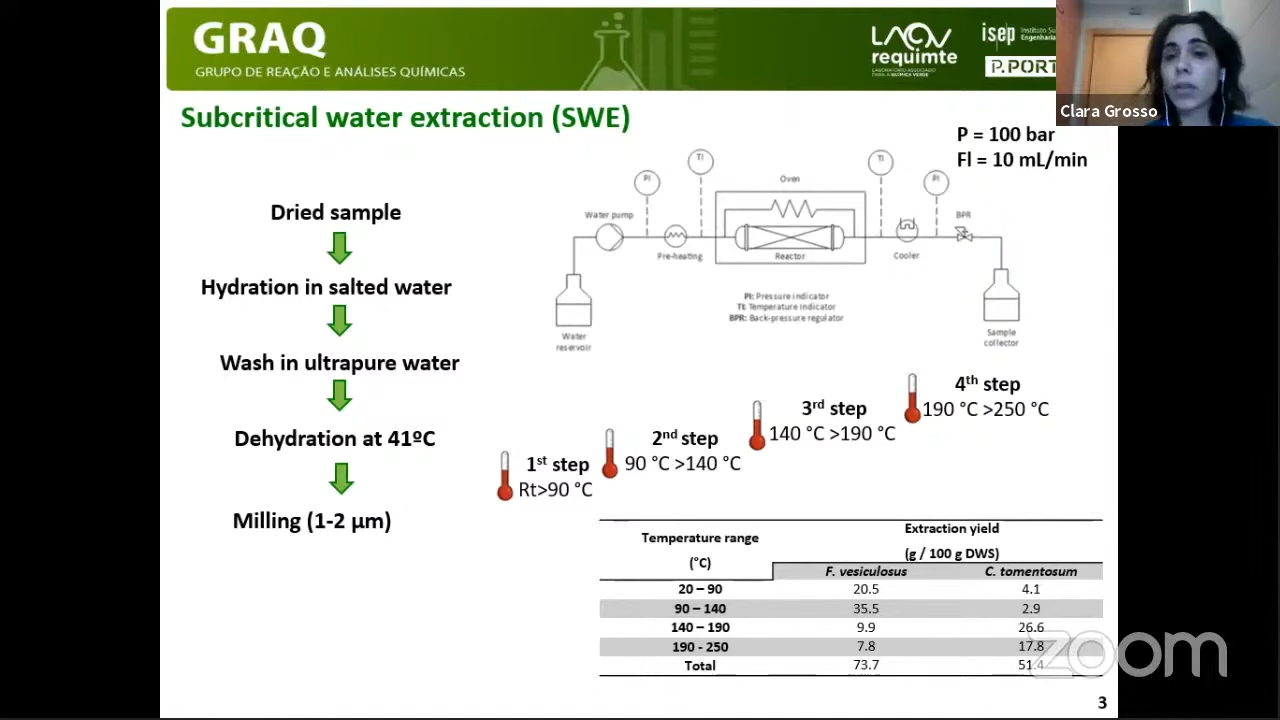 GRAQ
GRUPO DE REAÇÃO E ANÁLISES QUÍMICAS
LAQV
requimte
LABORATÓRIO ASSOCIADO
PARA A QUÍMICA VERDE
isep Instituto Su
Engenharia
P.PORT
Clara Grosso
Subcritical water extraction (SWE)
P = 100 bar
Fl = 10 mL/min
Dried sample
Hydration in salted water
Wash in ultrapure water
Dehydration at 41ºC
Milling (1-2 µm)
PI
TI
Oven
TI
PI
Water pump
BPR
Pre-heating
Reactor
Cooler
PI: Pressure indicator
TI: Temperature indicator
BPR: Back-pressure regulator
Water
reservoir
Sample
collector
1st step
Rt>90 °C
2nd step
90 °C >140 °C
3rd step
140 °C >190 °C
4th step
190 °C >250 °C
Temperature range
(°C)
Extraction yield
(g / 100 g DWS)
F. vesiculosus C. tomentosum
20 – 90 20.5 4.1
90 – 140 35.5 2.9
140 – 190 9.9 26.6
190 - 250 7.8 17.8
Total 73.7 51.4
zoom
3